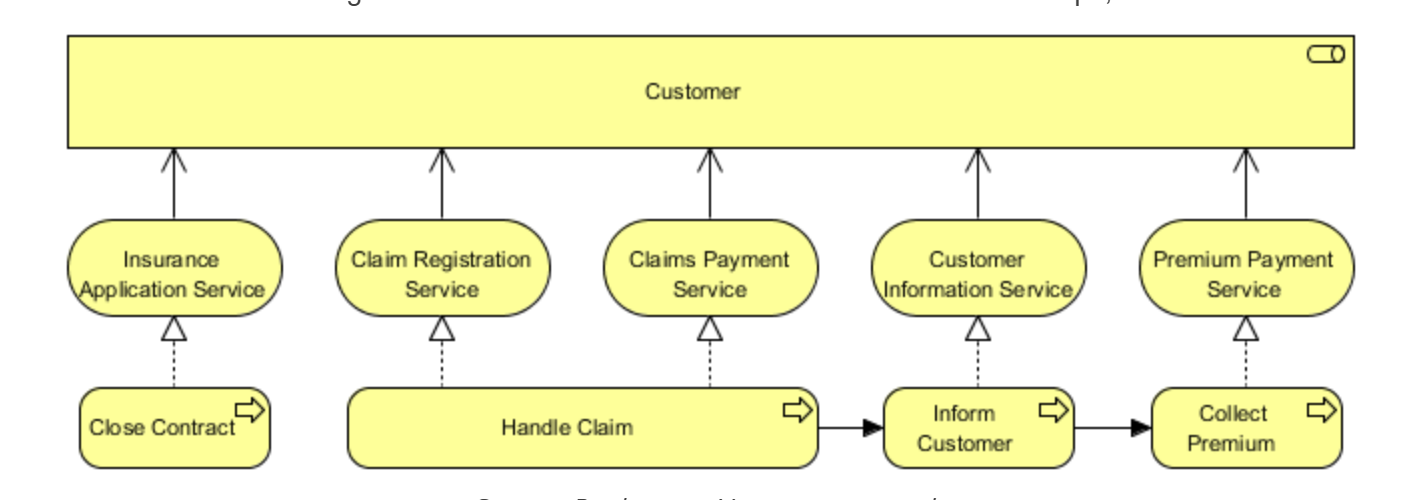 Customer
Insurance
Application Service
Claim Registration
Service
Claims Payment
Service
Customer
Information Service
Premium Payment
Service
Close Contract
Handle Claim
Inform
Customer
Collect
Premium